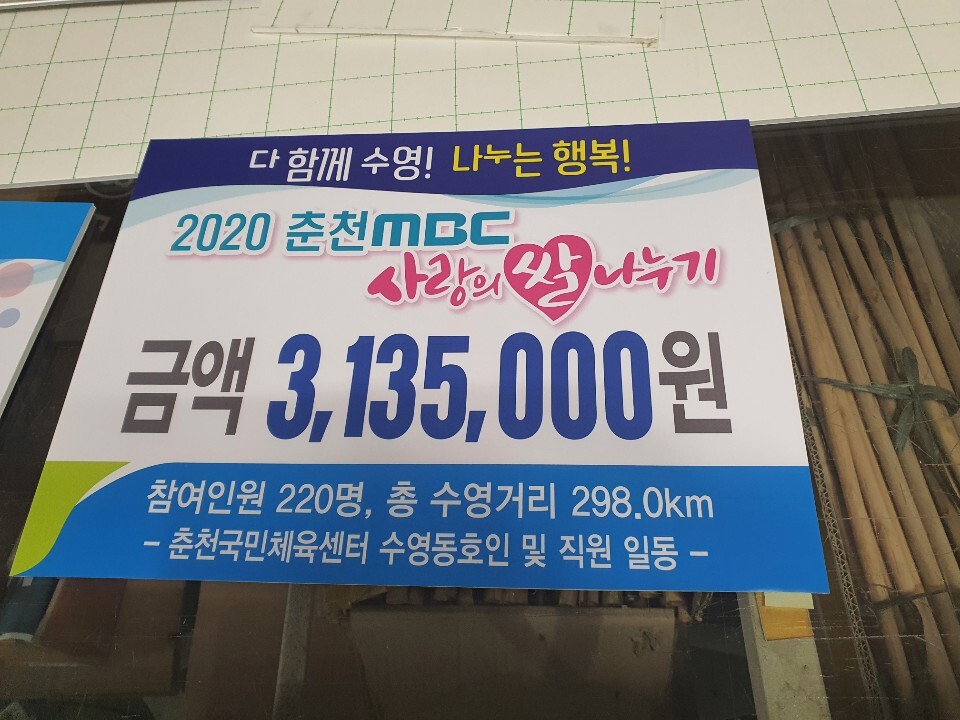 다 함께 수영! 나누는 행복!
2020 춘천MBC
사랑의 쌀 나누기
금액 3,135,000원
참여인원 220명, 총 수영거리 298.0km
- 춘천국민체육센터 수영동호인 및 직원 일동 -